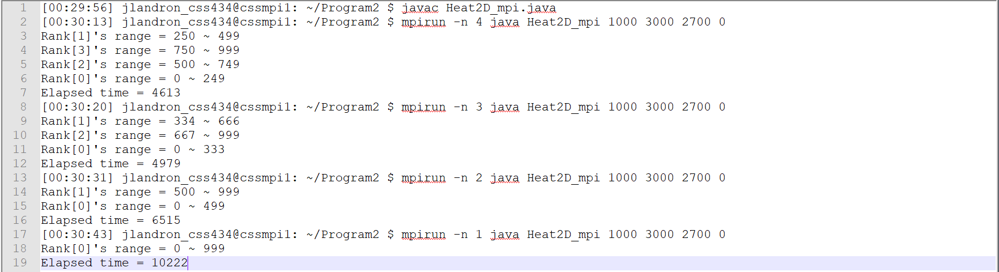 1 [00:29:56] jlandron_css434@cssmpi1: ~/Program2 $ javac Heat2D_mpi.java
2 [00:30:13] jlandron_css434@cssmpi1: ~/Program2 $ mpirun -n 4 java Heat2D_mpi 1000 3000 2700 0
3 Rank[1]'s range = 250 ~ 499
4 Rank[3]'s range = 750 ~ 999
5 Rank[2]'s range = 500 ~ 749
6 Rank[0]'s range = 0 ~ 249
7 Elapsed time = 4613
8 [00:30:20] jlandron_css434@cssmpi1: ~/Program2 $ mpirun -n 3 java Heat2D_mpi 1000 3000 2700 0
9 Rank[1]'s range = 334 ~ 666
10 Rank[2]'s range = 667 ~ 999
11 Rank[0]'s range = 0 ~ 333
12 Elapsed time = 4979
13 [00:30:31] jlandron_css434@cssmpi1: ~/Program2 $ mpirun -n 2 java Heat2D_mpi 1000 3000 2700 0
14 Rank[1]'s range = 500 ~ 999
15 Rank[0]'s range = 0 ~ 499
16 Elapsed time = 6515
17 [00:30:43] jlandron_css434@cssmpi1: ~/Program2 $ mpirun -n 1 java Heat2D_mpi 1000 3000 2700 0
18 Rank[0]'s range = 0 ~ 999
19 Elapsed time = 10222